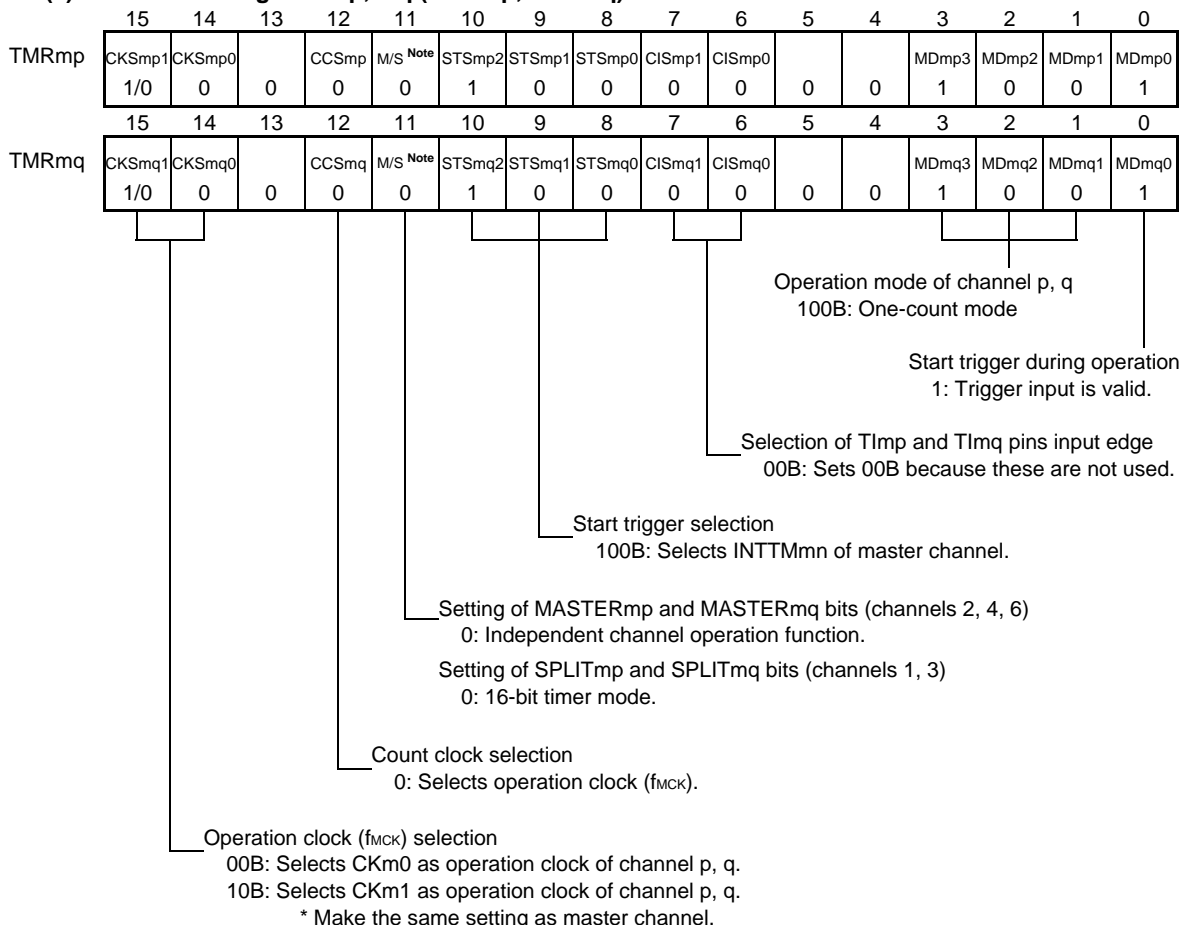 15 14 13 12 11 10 9 8 7 6 5 4 3 2 1 0
TMRmp CKSmp1 CKSmp0 CCSmp M/S Note STSmp2 STSmp1 STSmp0 CISmp1 CISmp0 MDmp3 MDmp2 MDmp1 MDmp0
1/0 0 0 0 0 1 0 0 0 0 0 0 1 0 0 1
15 14 13 12 11 10 9 8 7 6 5 4 3 2 1 0
TMRmq CKSmq1 CKSmq0 CCSmq M/S Note STSmq2 STSmq1 STSmq0 CISmq1 CISmq0 MDmq3 MDmq2 MDmq1 MDmq0
1/0 0 0 0 0 1 0 0 0 0 0 0 1 0 0 1
Operation mode of channel p, q
100B: One-count mode
Start trigger during operation
1: Trigger input is valid.
Selection of TImp and TImq pins input edge
00B: Sets 00B because these are not used.
Start trigger selection
100B: Selects INTTMmn of master channel.
Setting of MASTERmp and MASTERmq bits (channels 2, 4, 6)
0: Independent channel operation function.
Setting of SPLITmp and SPLITmq bits (channels 1, 3)
0: 16-bit timer mode.
Count clock selection
0: Selects operation clock (fMCK).
Operation clock (fMCK) selection
00B: Selects CKm0 as operation clock of channel p, q.
10B: Selects CKm1 as operation clock of channel p, q.
* Make the same setting as master channel.